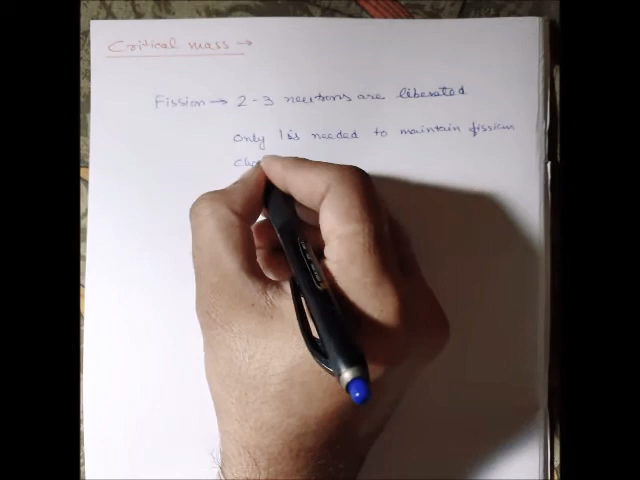 Critical mass →
Fission → 2-3 neutrons are liberated
Only 1 is needed to maintain fission